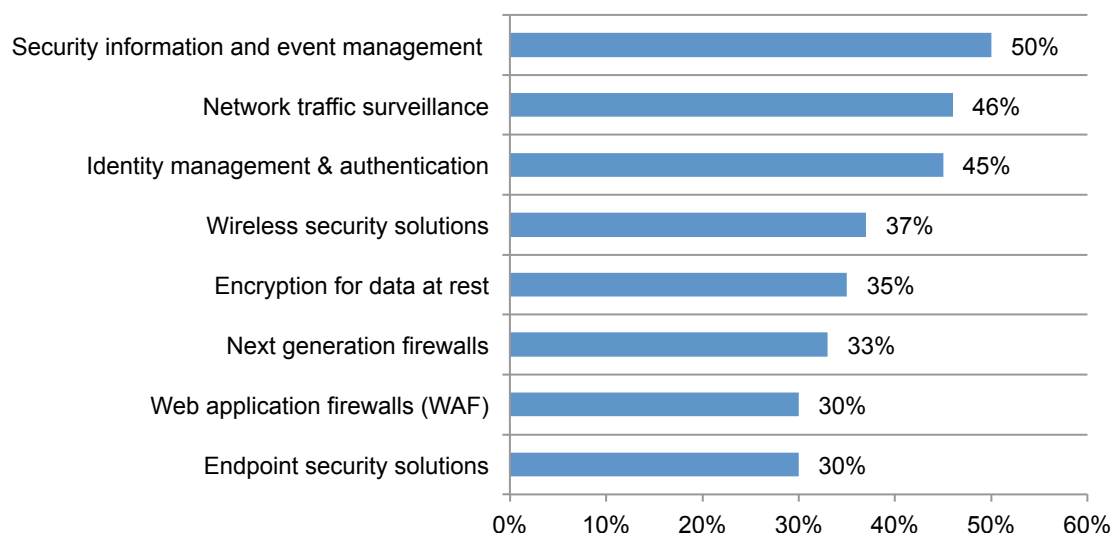 Security information and event management 50%
Network traffic surveillance 46%
Identity management & authentication 45%
Wireless security solutions 37%
Encryption for data at rest 35%
Next generation firewalls 33%
Web application firewalls (WAF) 30%
Endpoint security solutions 30%
0% 10% 20% 30% 40% 50% 60%